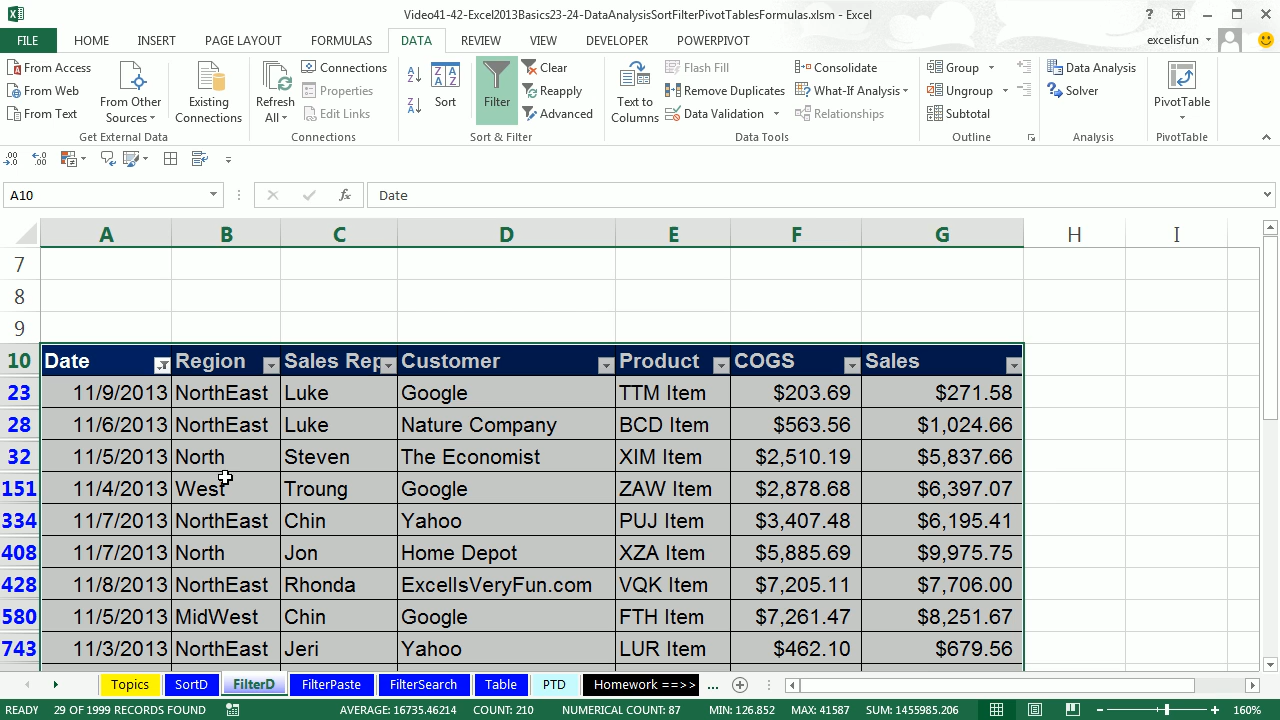 Video41-42-Excel2013Basics23-24-DataAnalysisSortFilterPivotTablesFormulas.xlsm - Excel
FILE HOME INSERT PAGE LAYOUT FORMULAS DATA REVIEW VIEW DEVELOPER POWERPIVOT excelisfun
From Access
From Web
From Text
From Other Sources
Get External Data
Existing Connections
Refresh All
Connections
Properties
Edit Links
Connections
Sort
Filter
Clear
Reapply
Advanced
Sort & Filter
Text to Columns
Flash Fill
Remove Duplicates
Data Validation
Consolidate
What-If Analysis
Relationships
Data Tools
Group
Ungroup
Subtotal
Outline
Data Analysis
Solver
Analysis
PivotTable
PivotTable
A10 fx Date
A B C D E F G H I
7
8
9
10 Date Region Sales Rep Customer Product COGS Sales
23 11/9/2013 NorthEast Luke Google TTM Item $203.69 $271.58
28 11/6/2013 NorthEast Luke Nature Company BCD Item $563.56 $1,024.66
32 11/5/2013 North Steven The Economist XIM Item $2,510.19 $5,837.66
151 11/4/2013 West Troung Google ZAW Item $2,878.68 $6,397.07
334 11/7/2013 NorthEast Chin Yahoo PUJ Item $3,407.48 $6,195.41
408 11/7/2013 North Jon Home Depot XZA Item $5,885.69 $9,975.75
428 11/8/2013 NorthEast Rhonda ExcelIsVeryFun.com VQK Item $7,205.11 $7,706.00
580 11/5/2013 MidWest Chin Google FTH Item $7,261.47 $8,251.67
743 11/3/2013 NorthEast Jeri Yahoo LUR Item $462.10 $679.56
Topics SortD FilterD FilterPaste FilterSearch Table PTD Homework ==>> ...
READY 29 OF 1999 RECORDS FOUND AVERAGE: 16735.46214 COUNT: 210 NUMERICAL COUNT: 87 MIN: 126.852 MAX: 41587 SUM: 1455985.206 160%